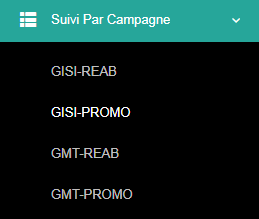 Suivi Par Campagne
GISI-REAB
GISI-PROMO
GMT-REAB
GMT-PROMO